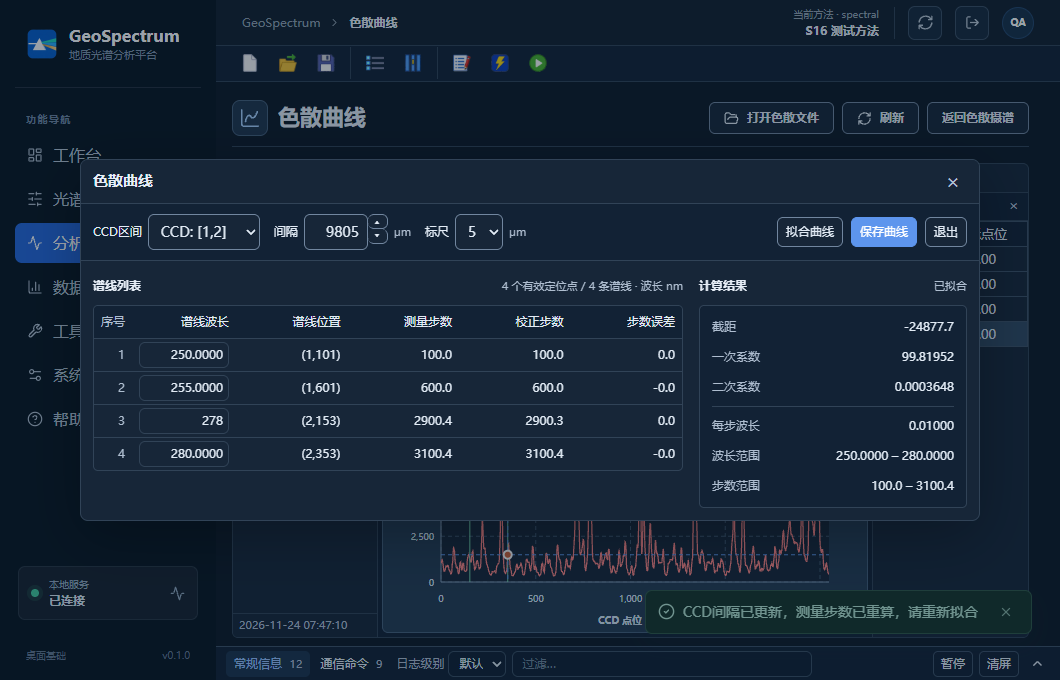 GeoSpectrum
地质光谱分析平台
GeoSpectrum > 色散曲线
当前方法 · spectral
S16 测试方法
QA
功能导航
工作台
光谱
分析
数据
工具
系统
帮助
色散曲线
打开色散文件
刷新
返回色散摄谱
点位
色散曲线
CCD区间 CCD: [1,2] 间隔 9805 μm 标尺 5 μm
拟合曲线 保存曲线 退出
谱线列表 4 个有效定位点 / 4 条谱线 · 波长 nm
序号 谱线波长 谱线位置 测量步数 校正步数 步数误差
1 250.0000 (1,101) 100.0 100.0 0.0
2 255.0000 (1,601) 600.0 600.0 -0.0
3 278 (2,153) 2900.4 2900.3 0.0
4 280.0000 (2,353) 3100.4 3100.4 -0.0
计算结果 已拟合
截距 -24877.7
一次系数 99.81952
二次系数 0.0003648
每步波长 0.01000
波长范围 250.0000 – 280.0000
步数范围 100.0 – 3100.4
00
00
00
00
2,500
0
0 500 1,000
CCD 点位
2026-11-24 07:47:10
CCD间隔已更新，测量步数已重算，请重新拟合
本地服务
已连接
桌面基础 v0.1.0
常规信息 12 通信命令 9 日志级别 默认 过滤... 暂停 清屏